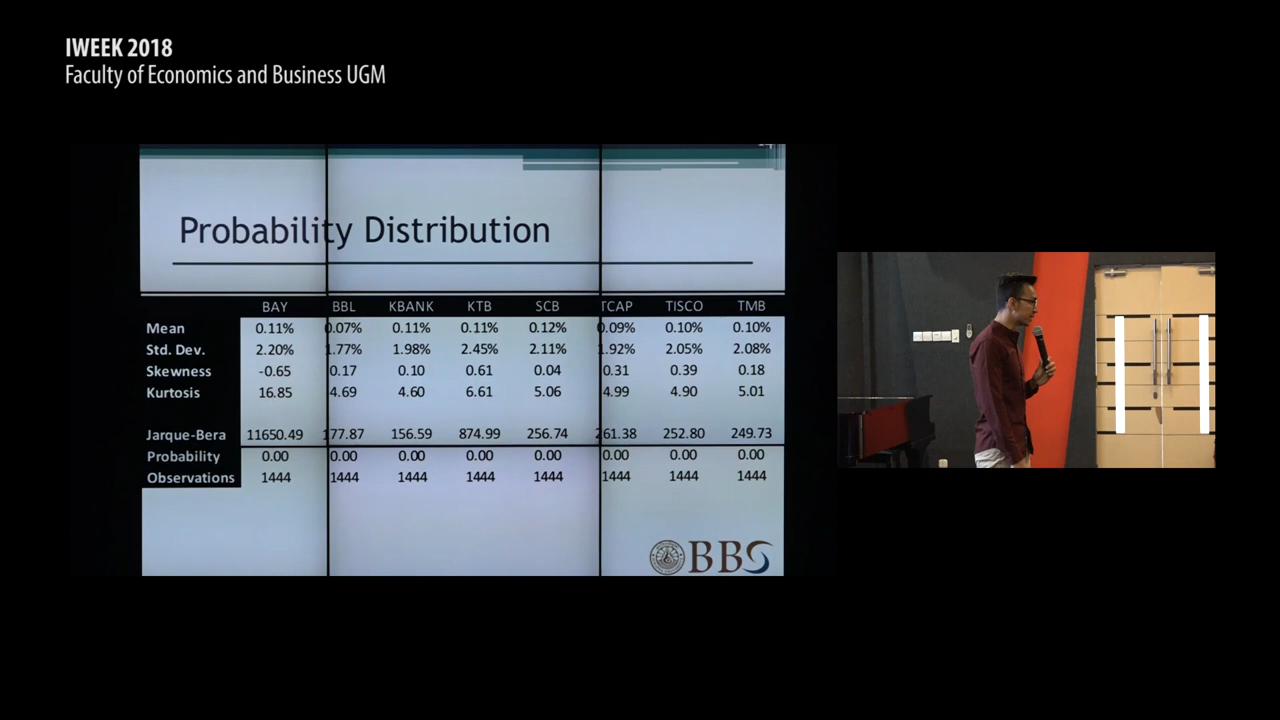 IWEEK 2018
Faculty of Economics and Business UGM
Probability Distribution
BAY BBL KBANK KTB SCB TCAP TISCO TMB
Mean 0.11% 0.07% 0.11% 0.11% 0.12% 0.09% 0.10% 0.10%
Std. Dev. 2.20% 1.77% 1.98% 2.45% 2.11% 1.92% 2.05% 2.08%
Skewness -0.65 0.17 0.10 0.61 0.04 0.31 0.39 0.18
Kurtosis 16.85 4.69 4.60 6.61 5.06 4.99 4.90 5.01
Jarque-Bera 11650.49 177.87 156.59 874.99 256.74 261.38 252.80 249.73
Probability 0.00 0.00 0.00 0.00 0.00 0.00 0.00 0.00
Observations 1444 1444 1444 1444 1444 1444 1444 1444
BBS